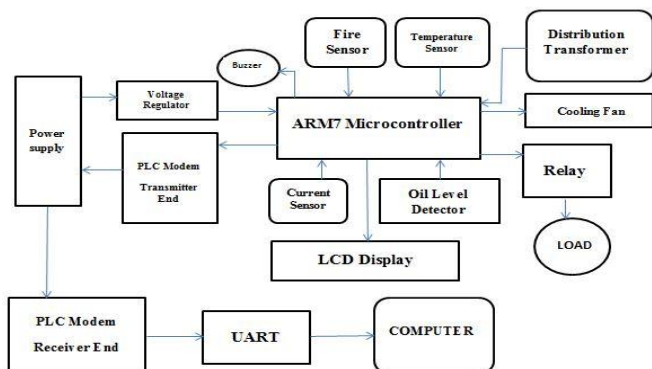 Fire
Sensor
Temperature
Sensor
Distribution
Transformer
Buzzer
Voltage
Regulator
Power
supply
ARM7 Microcontroller
Cooling Fan
PLC Modem
Transmitter
End
Current
Sensor
Oil Level
Detector
Relay
LOAD
LCD Display
PLC Modem
Receiver End
UART
COMPUTER